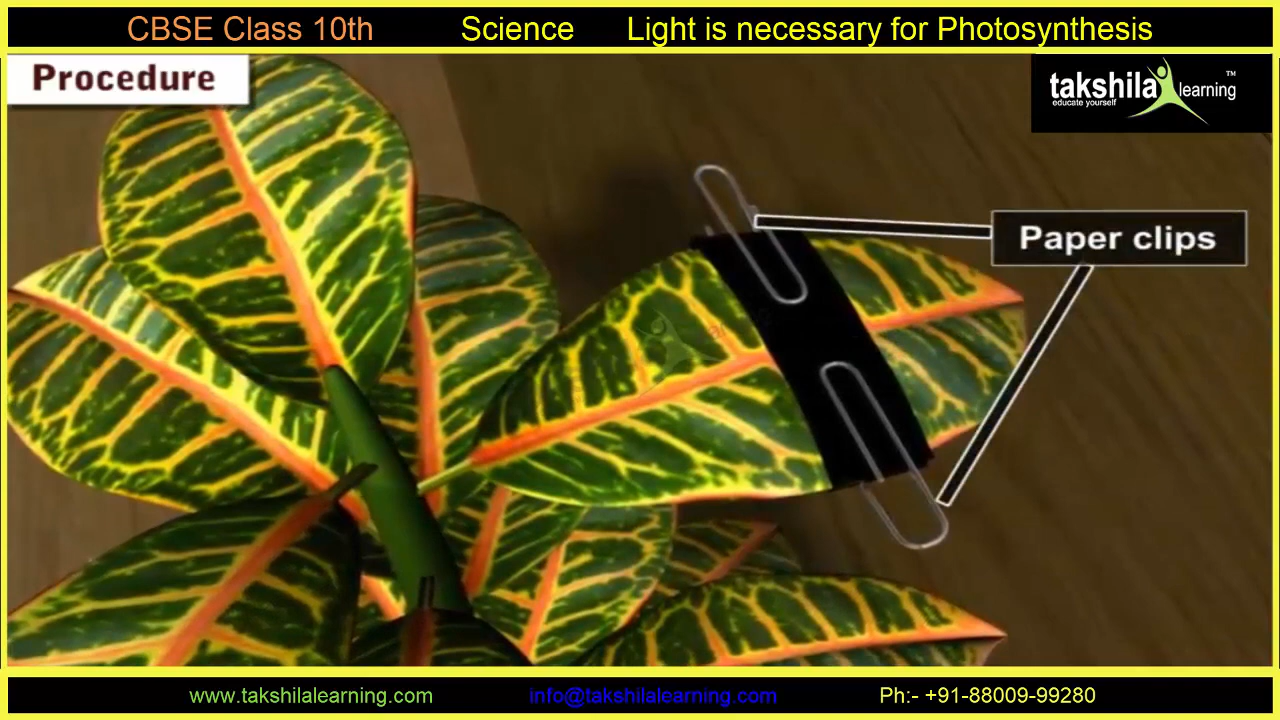 CBSE Class 10th Science Light is necessary for Photosynthesis
Procedure
takshila learning ™
educate yourself
Paper clips
www.takshilalearning.com info@takshilalearning.com Ph:- +91-88009-99280